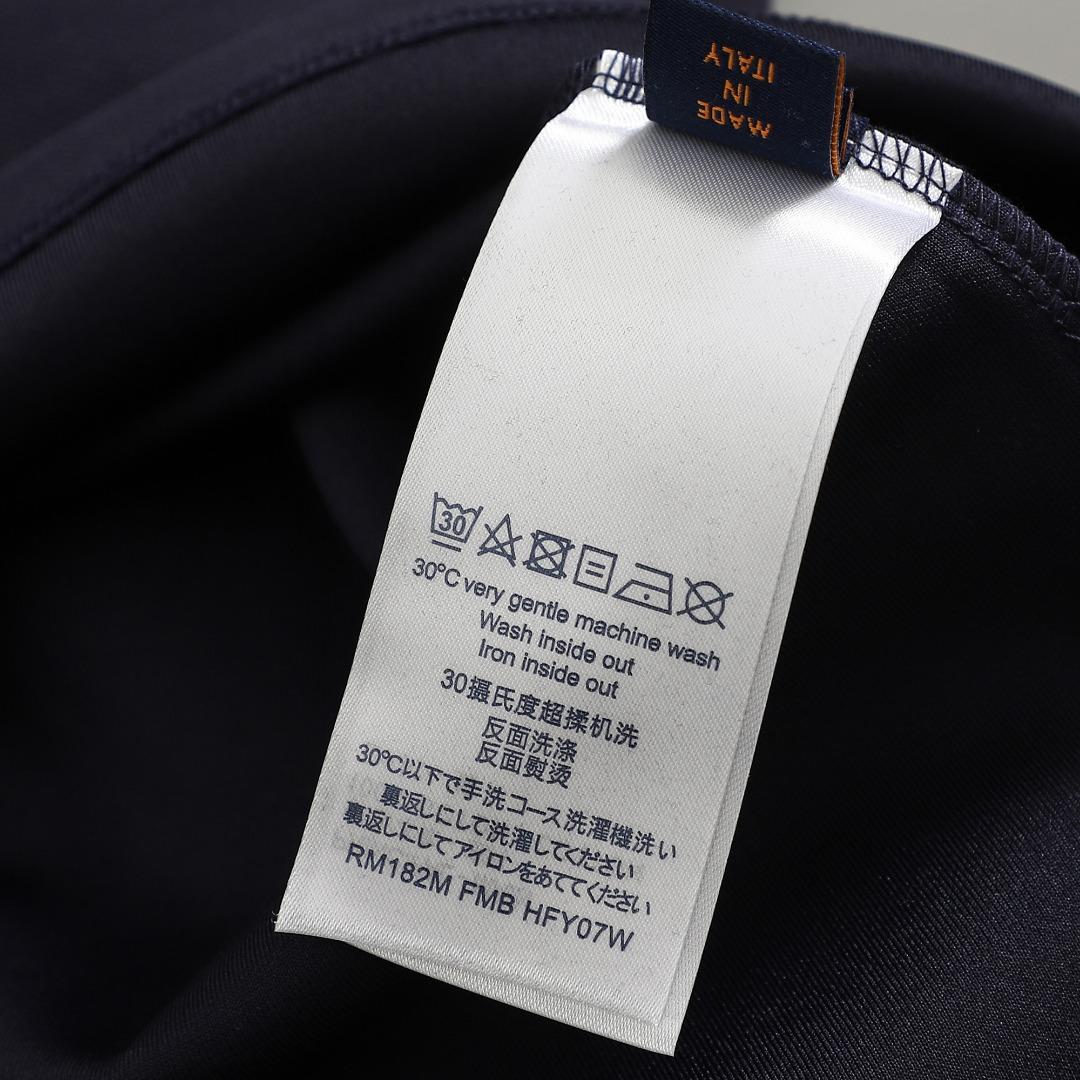 MADE
IN
ITALY
30
30°C very gentle machine wash
Wash inside out
Iron inside out
30摄氏度超揉机洗
反面洗涤
反面熨烫
30℃以下で手洗コース洗濯機洗い
裏返しにして洗濯してください
裏返しにしてアイロンをあててください
RM182M FMB HFY07W